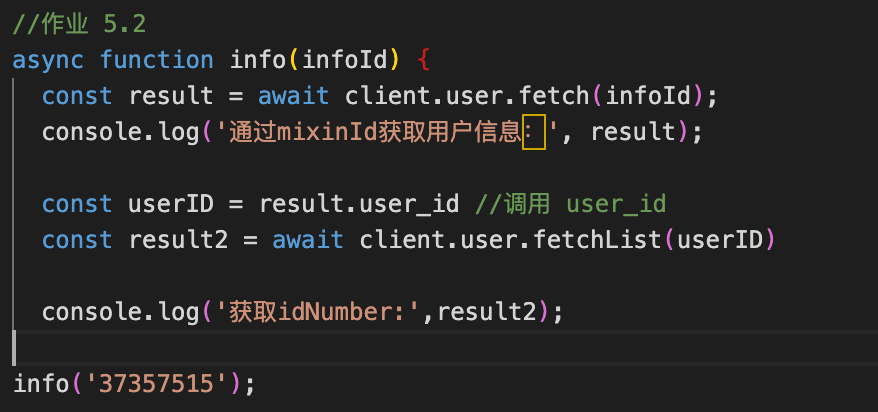 //作业 5.2
async function info(infoId) {
const result = await client.user.fetch(infoId);
console.log('通过mixinId获取用户信息：', result);
const userID = result.user_id //调用 user_id
const result2 = await client.user.fetchList(userID)
console.log('获取idNumber:',result2);
info('37357515');